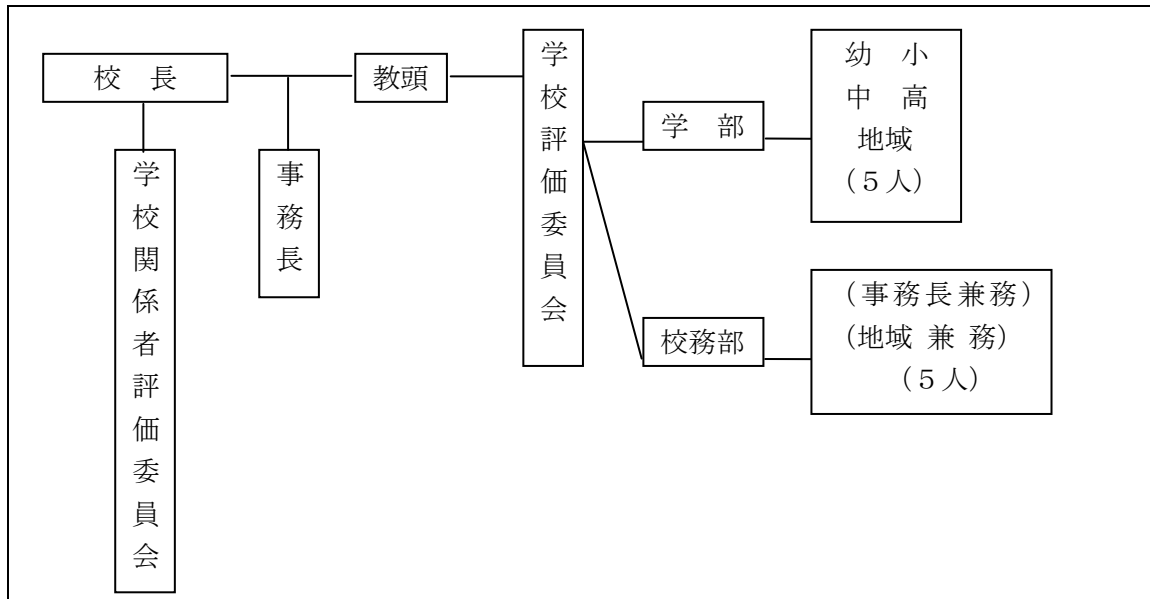 校　長
教頭
学校評価委員会
学　部
幼　小
中　高
地域
（５人）
学校関係者評価委員会
事務長
校務部
（事務長兼務）
（地域 兼 務）
（５人）